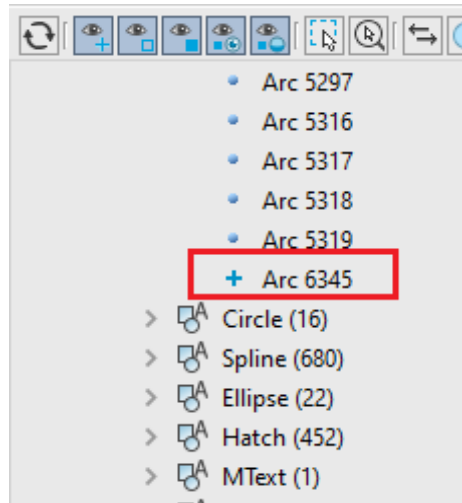 Arc 5297
Arc 5316
Arc 5317
Arc 5318
Arc 5319
Arc 6345
Circle (16)
Spline (680)
Ellipse (22)
Hatch (452)
MText (1)